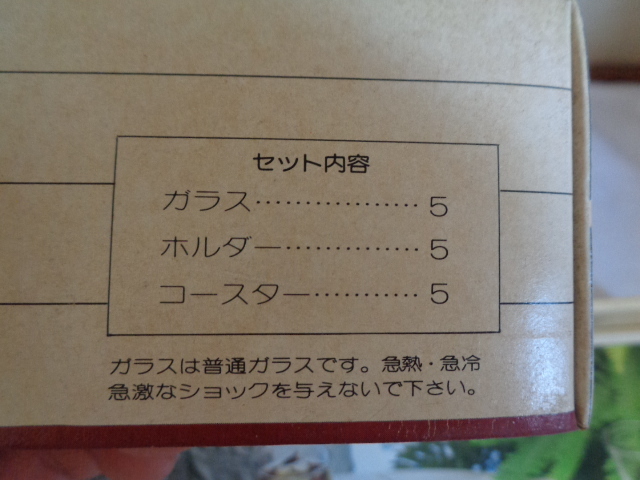 セット内容
ガラス‥‥‥‥‥‥‥‥ 5
ホルダー‥‥‥‥‥‥‥ 5
コースター‥‥‥‥‥‥ 5
ガラスは普通ガラスです。急熱・急冷
急激なショックを与えないで下さい。